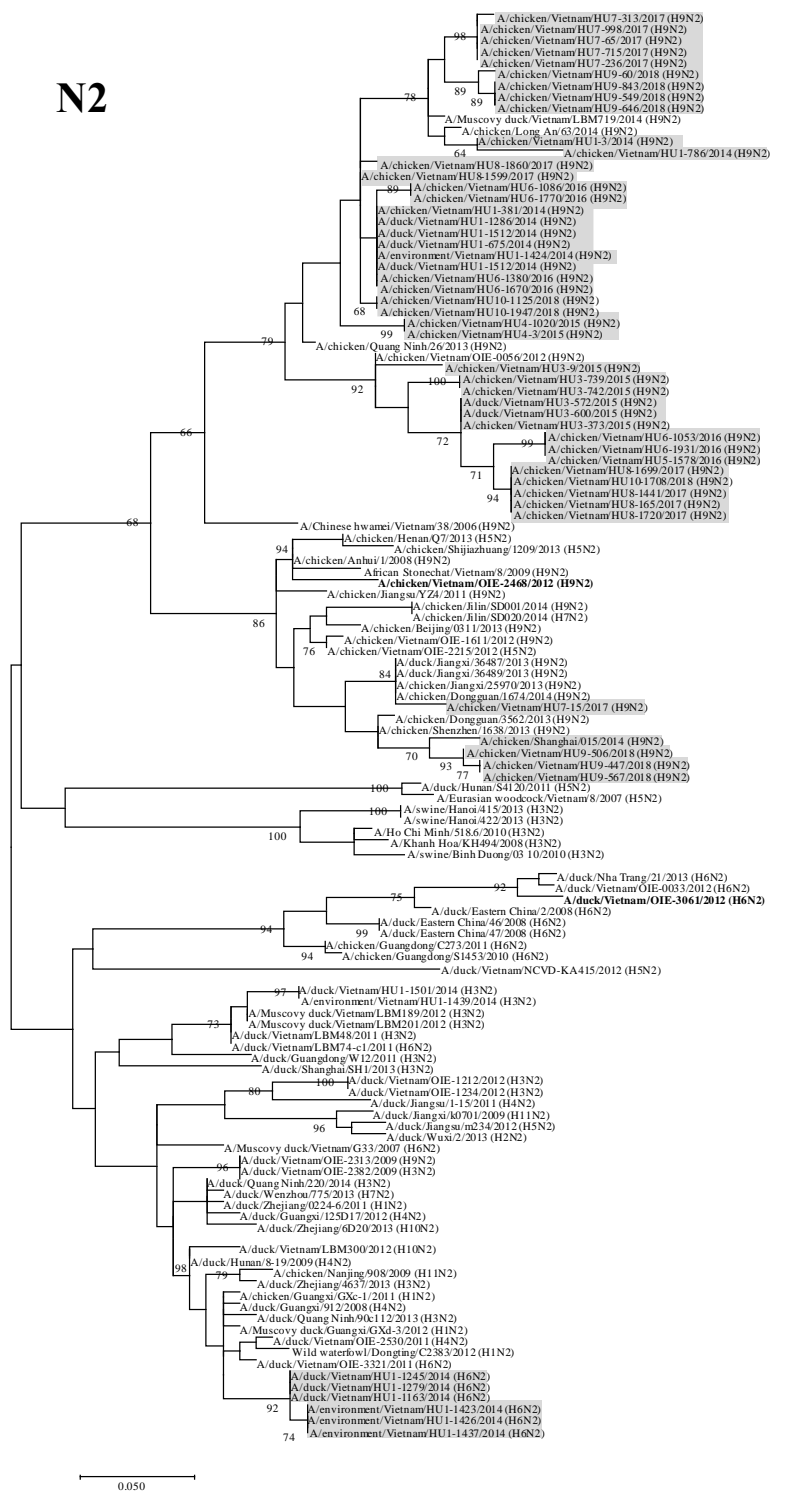 N2
A/chicken/Vietnam/HU7-313/2017 (H9N2)
98
A/chicken/Vietnam/HU7-998/2017 (H9N2)
A/chicken/Vietnam/HU7-65/2017 (H9N2)
A/chicken/Vietnam/HU7-715/2017 (H9N2)
A/chicken/Vietnam/HU7-236/2017 (H9N2)
A/chicken/Vietnam/HU9-60/2018 (H9N2)
89
A/chicken/Vietnam/HU9-843/2018 (H9N2)
78
A/chicken/Vietnam/HU9-549/2018 (H9N2)
89
A/chicken/Vietnam/HU9-646/2018 (H9N2)
A/Muscovy duck/Vietnam/LBM719/2014 (H9N2)
A/chicken/Long An/63/2014 (H9N2)
A/chicken/Vietnam/HU1-3/2014 (H9N2)
64
A/chicken/Vietnam/HU1-786/2014 (H9N2)
A/chicken/Vietnam/HU8-1860/2017 (H9N2)
A/chicken/Vietnam/HU8-1599/2017 (H9N2)
89
A/chicken/Vietnam/HU6-1086/2016 (H9N2)
A/chicken/Vietnam/HU6-1770/2016 (H9N2)
A/chicken/Vietnam/HU1-381/2014 (H9N2)
A/duck/Vietnam/HU1-1286/2014 (H9N2)
A/duck/Vietnam/HU1-1512/2014 (H9N2)
A/duck/Vietnam/HU1-675/2014 (H9N2)
A/environment/Vietnam/HU1-1424/2014 (H9N2)
A/duck/Vietnam/HU1-1512/2014 (H9N2)
A/chicken/Vietnam/HU6-1380/2016 (H9N2)
A/chicken/Vietnam/HU6-1670/2016 (H9N2)
A/chicken/Vietnam/HU10-1125/2018 (H9N2)
68
A/chicken/Vietnam/HU10-1947/2018 (H9N2)
A/chicken/Vietnam/HU4-1020/2015 (H9N2)
99
A/chicken/Vietnam/HU4-3/2015 (H9N2)
79
A/chicken/Quang Ninh/26/2013 (H9N2)
A/chicken/Vietnam/OIE-0056/2012 (H9N2)
A/chicken/Vietnam/HU3-9/2015 (H9N2)
92
100
A/chicken/Vietnam/HU3-739/2015 (H9N2)
A/chicken/Vietnam/HU3-742/2015 (H9N2)
A/duck/Vietnam/HU3-572/2015 (H9N2)
A/duck/Vietnam/HU3-600/2015 (H9N2)
A/chicken/Vietnam/HU3-373/2015 (H9N2)
66
72
99
A/chicken/Vietnam/HU6-1053/2016 (H9N2)
A/chicken/Vietnam/HU6-1931/2016 (H9N2)
A/chicken/Vietnam/HU5-1578/2016 (H9N2)
71
A/chicken/Vietnam/HU8-1699/2017 (H9N2)
A/chicken/Vietnam/HU10-1708/2018 (H9N2)
94
A/chicken/Vietnam/HU8-1441/2017 (H9N2)
A/chicken/Vietnam/HU8-165/2017 (H9N2)
A/chicken/Vietnam/HU8-1720/2017 (H9N2)
68
A/Chinese hwamei/Vietnam/38/2006 (H9N2)
A/chicken/Henan/Q7/2013 (H5N2)
94
A/chicken/Shijiazhuang/1209/2013 (H5N2)
A/chicken/Anhui/1/2008 (H9N2)
African Stonechat/Vietnam/8/2009 (H9N2)
A/chicken/Vietnam/OIE-2468/2012 (H9N2)
A/chicken/Jiangsu/YZ4/2011 (H9N2)
86
A/chicken/Jilin/SD001/2014 (H9N2)
A/chicken/Jilin/SD020/2014 (H7N2)
A/chicken/Beijing/0311/2013 (H9N2)
A/chicken/Vietnam/OIE-1611/2012 (H9N2)
76
A/chicken/Vietnam/OIE-2215/2012 (H5N2)
A/duck/Jiangxi/36487/2013 (H9N2)
84
A/duck/Jiangxi/36489/2013 (H9N2)
A/chicken/Jiangxi/25970/2013 (H9N2)
A/chicken/Dongguan/1674/2014 (H9N2)
A/chicken/Vietnam/HU7-15/2017 (H9N2)
A/chicken/Dongguan/3562/2013 (H9N2)
A/chicken/Shenzhen/1638/2013 (H9N2)
A/chicken/Shanghai/015/2014 (H9N2)
70
A/chicken/Vietnam/HU9-506/2018 (H9N2)
93
A/chicken/Vietnam/HU9-447/2018 (H9N2)
77
A/chicken/Vietnam/HU9-567/2018 (H9N2)
100
A/duck/Hunan/S4120/2011 (H5N2)
A/Eurasian woodcock/Vietnam/8/2007 (H5N2)
100
A/swine/Hanoi/415/2013 (H3N2)
A/swine/Hanoi/422/2013 (H3N2)
100
A/Ho Chi Minh/518.6/2010 (H3N2)
A/Khanh Hoa/KH494/2008 (H3N2)
A/swine/Binh Duong/03 10/2010 (H3N2)
A/duck/Nha Trang/21/2013 (H6N2)
92
A/duck/Vietnam/OIE-0033/2012 (H6N2)
75
A/duck/Vietnam/OIE-3061/2012 (H6N2)
A/duck/Eastern China/2/2008 (H6N2)
94
A/duck/Eastern China/46/2008 (H6N2)
99
A/duck/Eastern China/47/2008 (H6N2)
A/chicken/Guangdong/C273/2011 (H6N2)
94
A/chicken/Guangdong/S1453/2010 (H6N2)
A/duck/Vietnam/NCVD-KA415/2012 (H5N2)
97
A/duck/Vietnam/HU1-1501/2014 (H3N2)
A/environment/Vietnam/HU1-1439/2014 (H3N2)
A/Muscovy duck/Vietnam/LBM189/2012 (H3N2)
73
A/Muscovy duck/Vietnam/LBM201/2012 (H3N2)
A/duck/Vietnam/LBM48/2011 (H3N2)
A/duck/Vietnam/LBM74-c1/2011 (H6N2)
A/duck/Guangdong/W12/2011 (H3N2)
A/duck/Shanghai/SH1/2013 (H3N2)
100
A/duck/Vietnam/OIE-1212/2012 (H3N2)
80
A/duck/Vietnam/OIE-1234/2012 (H3N2)
A/duck/Jiangsu/1-15/2011 (H4N2)
A/duck/Jiangxi/k0701/2009 (H11N2)
96
A/duck/Jiangsu/m234/2012 (H5N2)
A/duck/Wuxi/2/2013 (H2N2)
A/Muscovy duck/Vietnam/G33/2007 (H6N2)
96
A/duck/Vietnam/OIE-2313/2009 (H9N2)
A/duck/Vietnam/OIE-2382/2009 (H3N2)
A/duck/Quang Ninh/220/2014 (H3N2)
A/duck/Wenzhou/775/2013 (H7N2)
A/duck/Zhejiang/0224-6/2011 (H1N2)
A/duck/Guangxi/125D17/2012 (H4N2)
A/duck/Zhejiang/6D20/2013 (H10N2)
A/duck/Vietnam/LBM300/2012 (H10N2)
98
A/duck/Hunan/8-19/2009 (H4N2)
79
A/chicken/Nanjing/908/2009 (H11N2)
A/duck/Zhejiang/4637/2013 (H3N2)
A/chicken/Guangxi/GXc-1/2011 (H1N2)
A/duck/Guangxi/912/2008 (H4N2)
A/duck/Quang Ninh/90c112/2013 (H3N2)
A/Muscovy duck/Guangxi/GXd-3/2012 (H1N2)
A/duck/Vietnam/OIE-2530/2011 (H4N2)
Wild waterfowl/Dongting/C2383/2012 (H1N2)
A/duck/Vietnam/OIE-3321/2011 (H6N2)
A/duck/Vietnam/HU1-1245/2014 (H6N2)
A/duck/Vietnam/HU1-1279/2014 (H6N2)
A/duck/Vietnam/HU1-1163/2014 (H6N2)
92
A/environment/Vietnam/HU1-1423/2014 (H6N2)
A/environment/Vietnam/HU1-1426/2014 (H6N2)
74
A/environment/Vietnam/HU1-1437/2014 (H6N2)
0.050